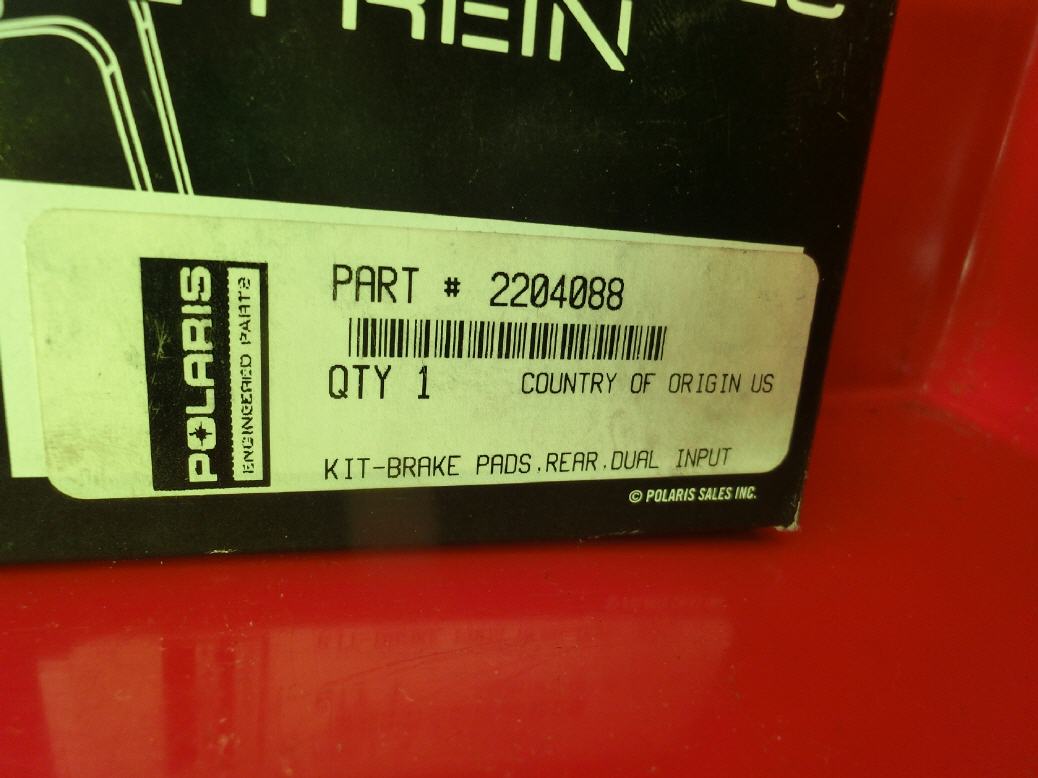 PART # 2204088
QTY 1
COUNTRY OF ORIGIN US
KIT-BRAKE PADS,REAR,DUAL INPUT
POLARIS
ENGINEERED PARTS
© POLARIS SALES INC.